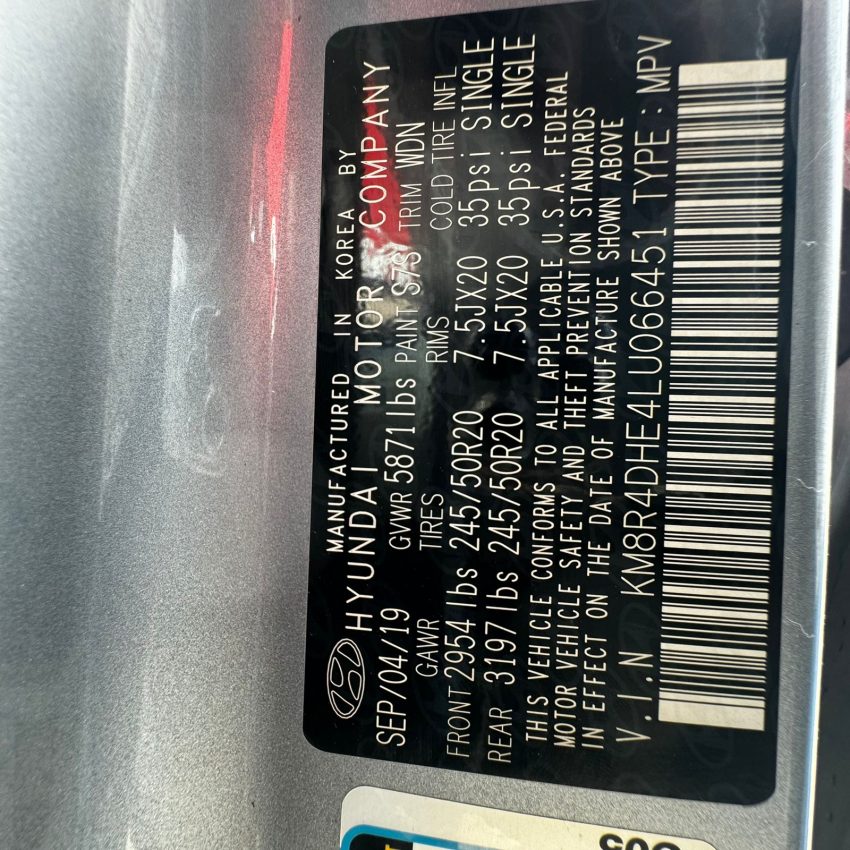 MANUFACTURED IN KOREA BY
HYUNDAI MOTOR COMPANY
SEP/04/19 GVWR 5871lbs PAINT S7S TRIM WDN
GAWR TIRES RIMS COLD TIRE INFL
FRONT 2954 lbs 245/50R20 7.5JX20 35psi SINGLE
REAR 3197 lbs 245/50R20 7.5JX20 35psi SINGLE
THIS VEHICLE CONFORMS TO ALL APPLICABLE U.S.A. FEDERAL
MOTOR VEHICLE SAFETY AND THEFT PREVENTION STANDARDS
IN EFFECT ON THE DATE OF MANUFACTURE SHOWN ABOVE
V.I.N KM8R4DHE4LU066451 TYPE : MPV